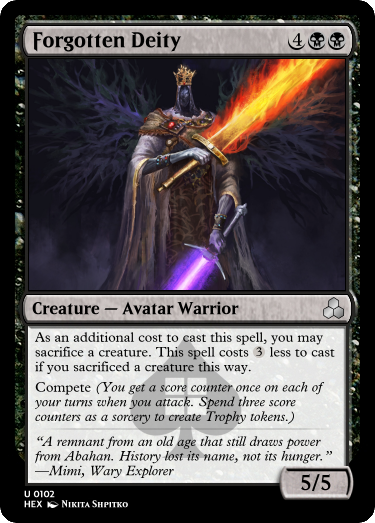 Forgotten Deity 4
Creature — Avatar Warrior
As an additional cost to cast this spell, you may
sacrifice a creature. This spell costs 3 less to cast
if you sacrificed a creature this way.
Compete (You get a score counter once on each of
your turns when you attack. Spend three score
counters as a sorcery to create Trophy tokens.)
“A remnant from an old age that still draws power
from Abahan. History lost its name, not its hunger.”
—Mimi, Wary Explorer
5/5
U 0102
HEX Nikita Shpitko